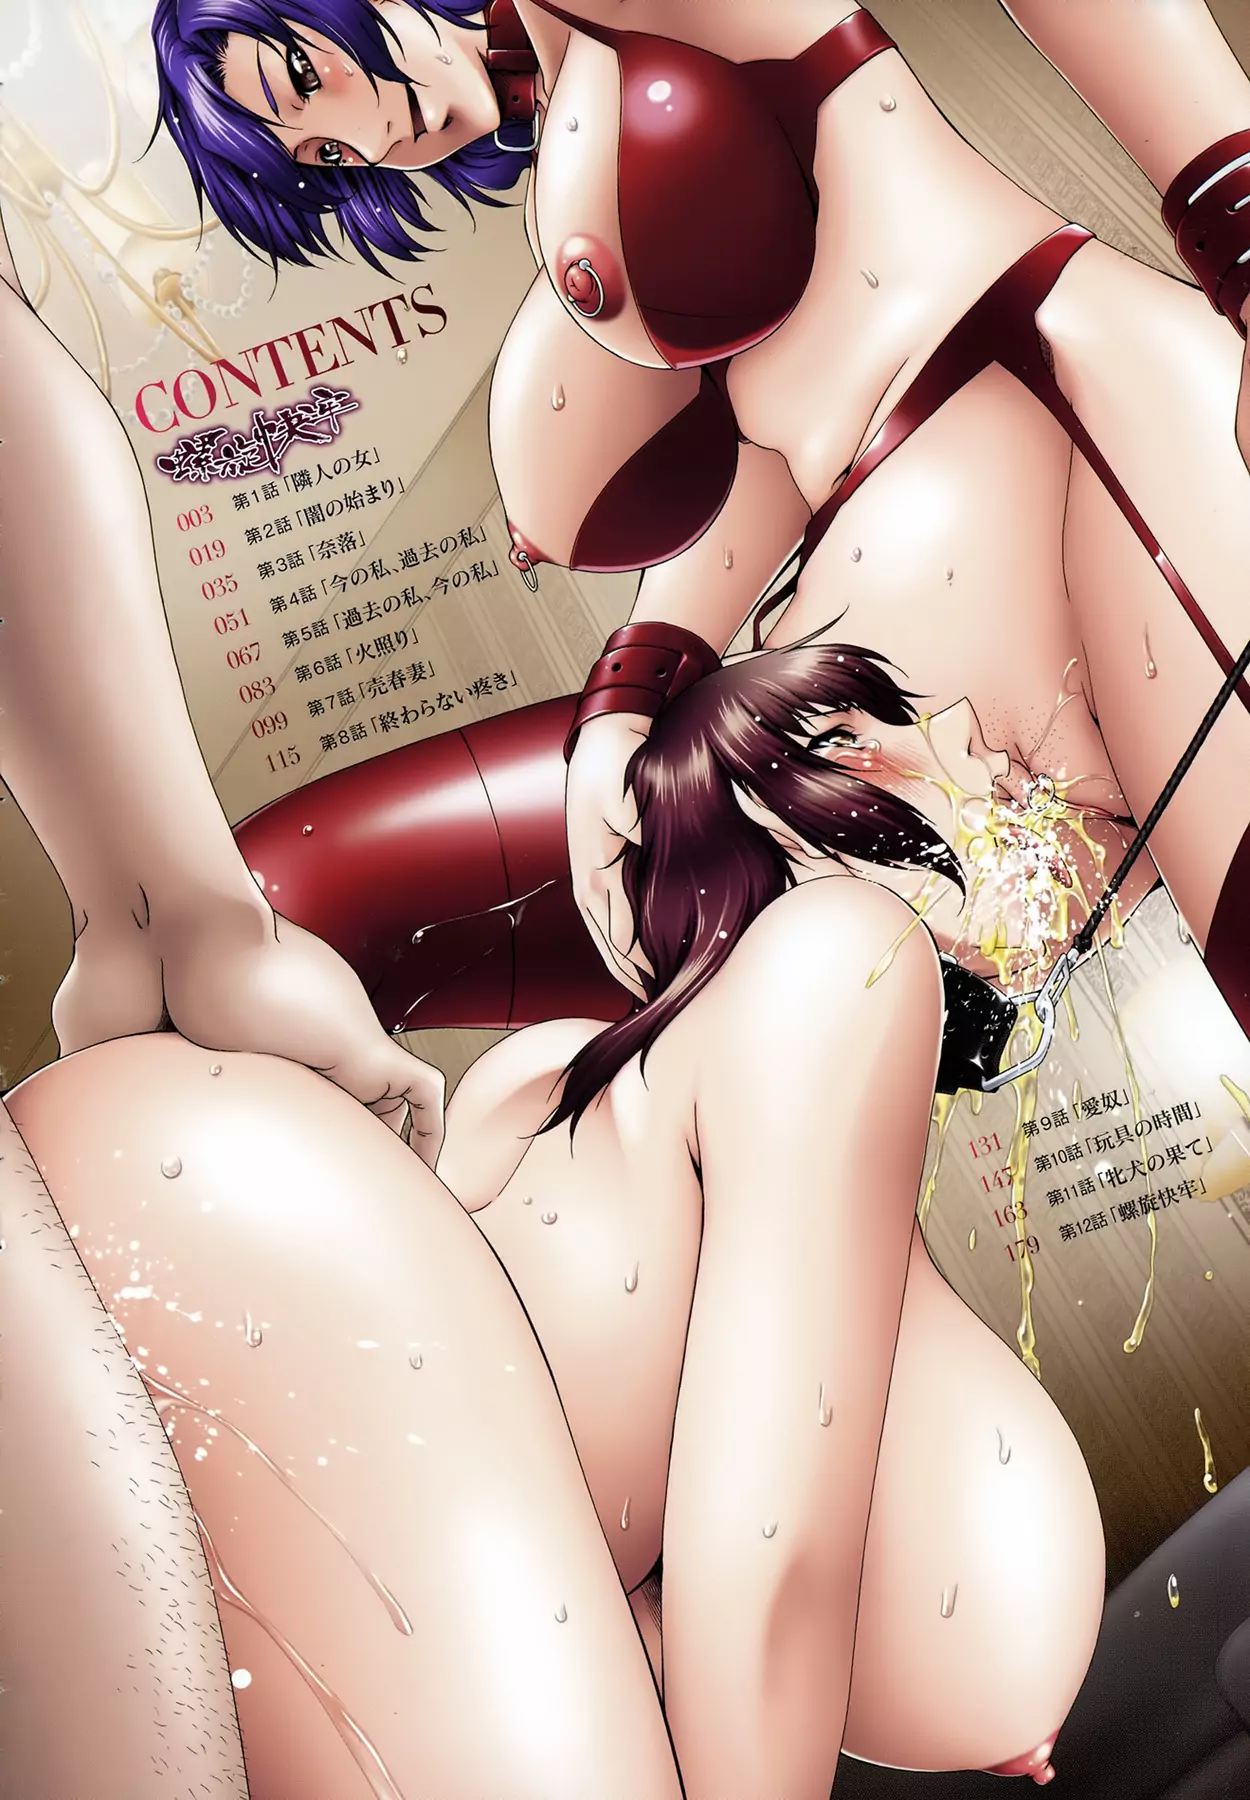 CONTENTS
螺旋快牢
003 第1話「隣人の女」
019 第2話「闇の始まり」
035 第3話「奈落」
051 第4話「今の私、過去の私」
067 第5話「過去の私、今の私」
083 第6話「火照り」
099 第7話「売春妻」
115 第8話「終わらない疼き」
131 第9話「愛奴」
147 第10話「玩具の時間」
163 第11話「牝犬の果て」
179 第12話「螺旋快牢」